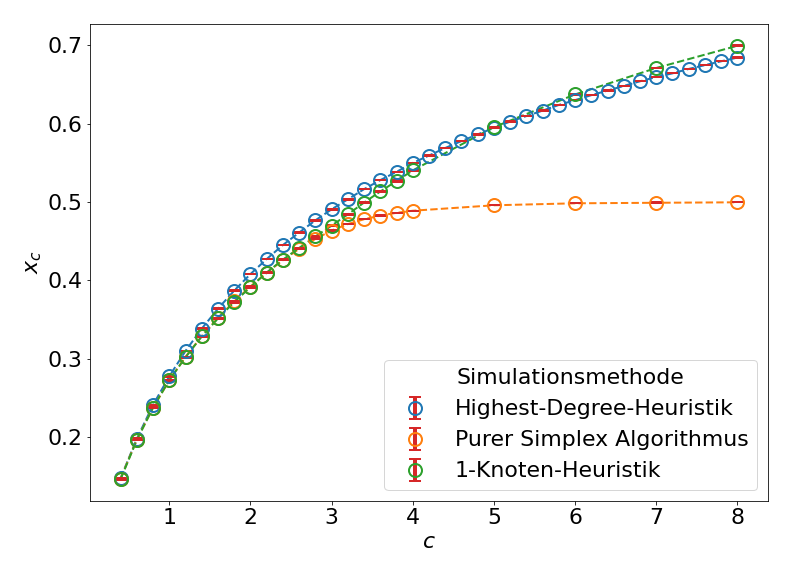 0.7
0.6
0.5
0.4
0.3
0.2
x_c
1 2 3 4 5 6 7 8
c
Simulationsmethode
Highest-Degree-Heuristik
Purer Simplex Algorithmus
1-Knoten-Heuristik